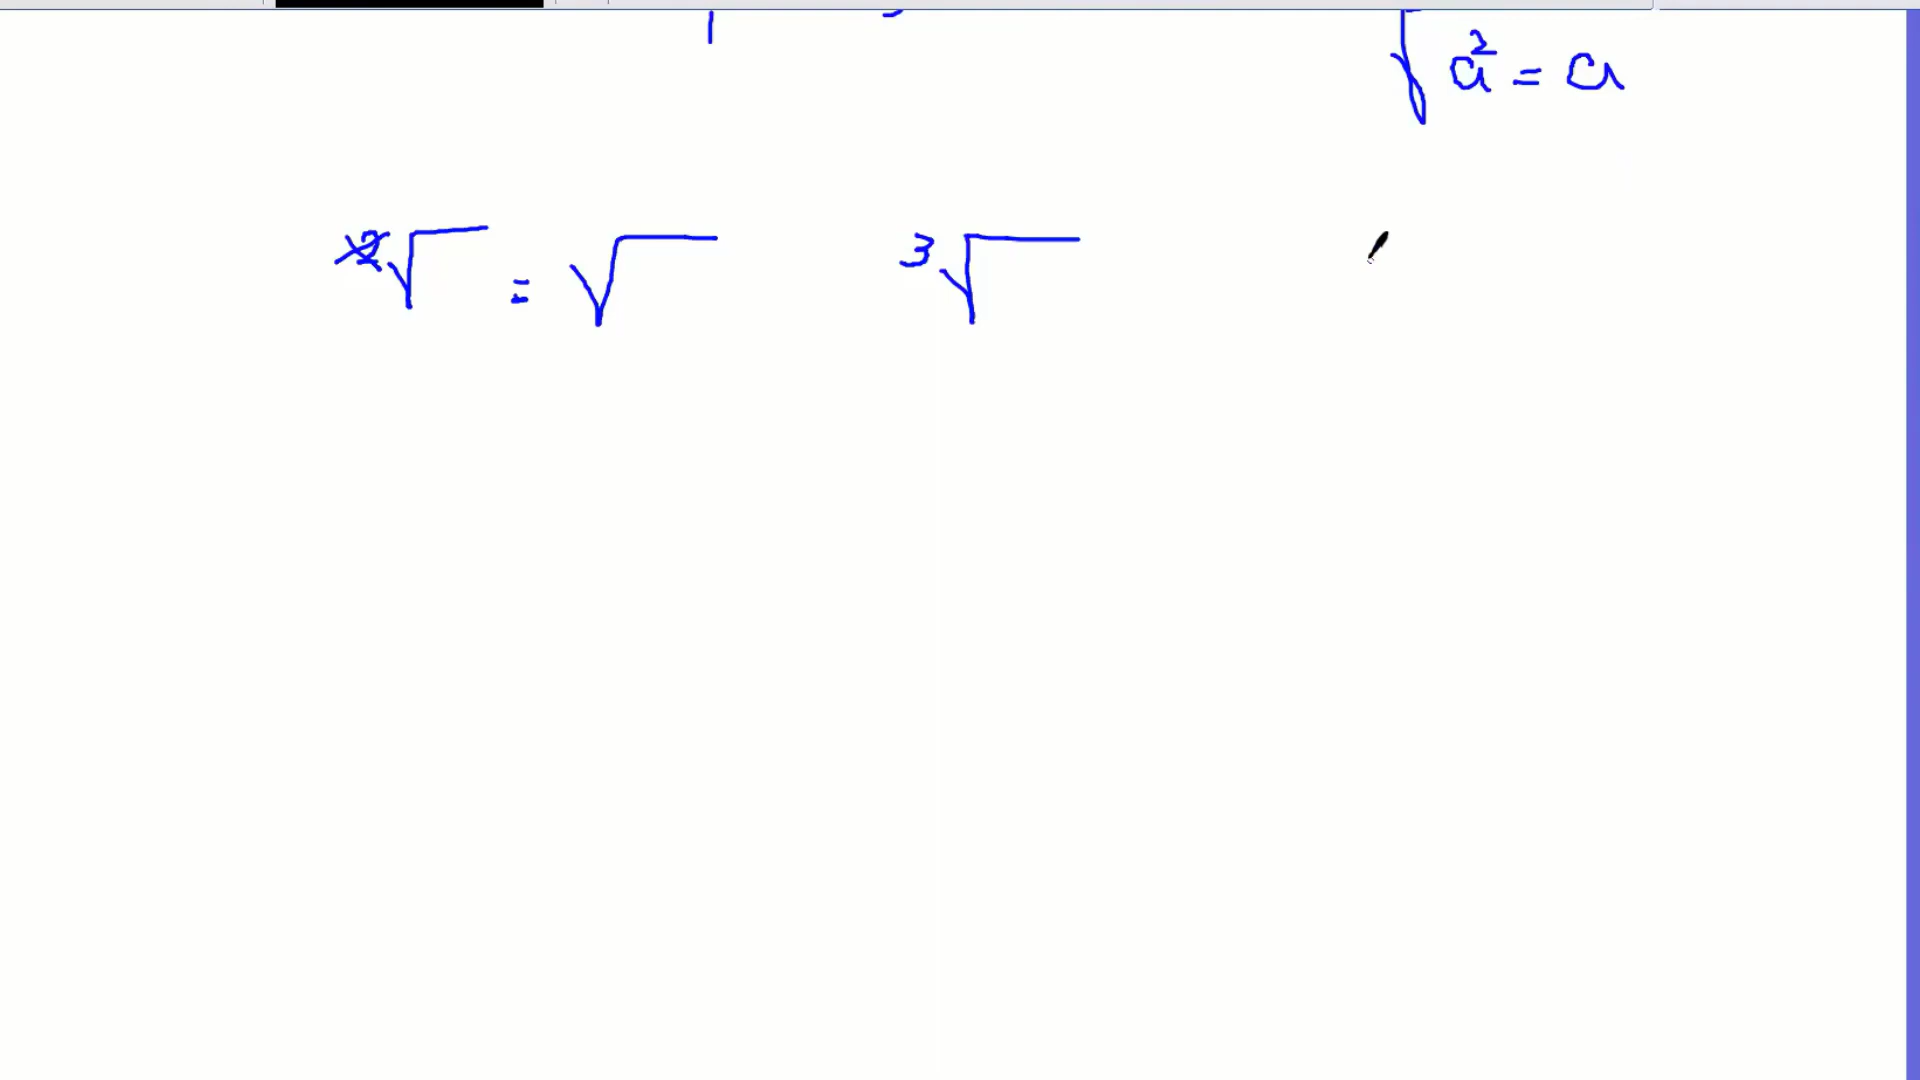 √a² = a
²√ = √ ³√